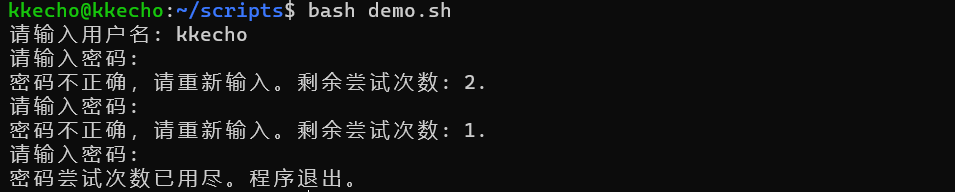 kkecho@kkecho:~/scripts$ bash demo.sh
请输入用户名: kkecho
请输入密码:
密码不正确，请重新输入。剩余尝试次数: 2.
请输入密码:
密码不正确，请重新输入。剩余尝试次数: 1.
请输入密码:
密码尝试次数已用尽。程序退出。